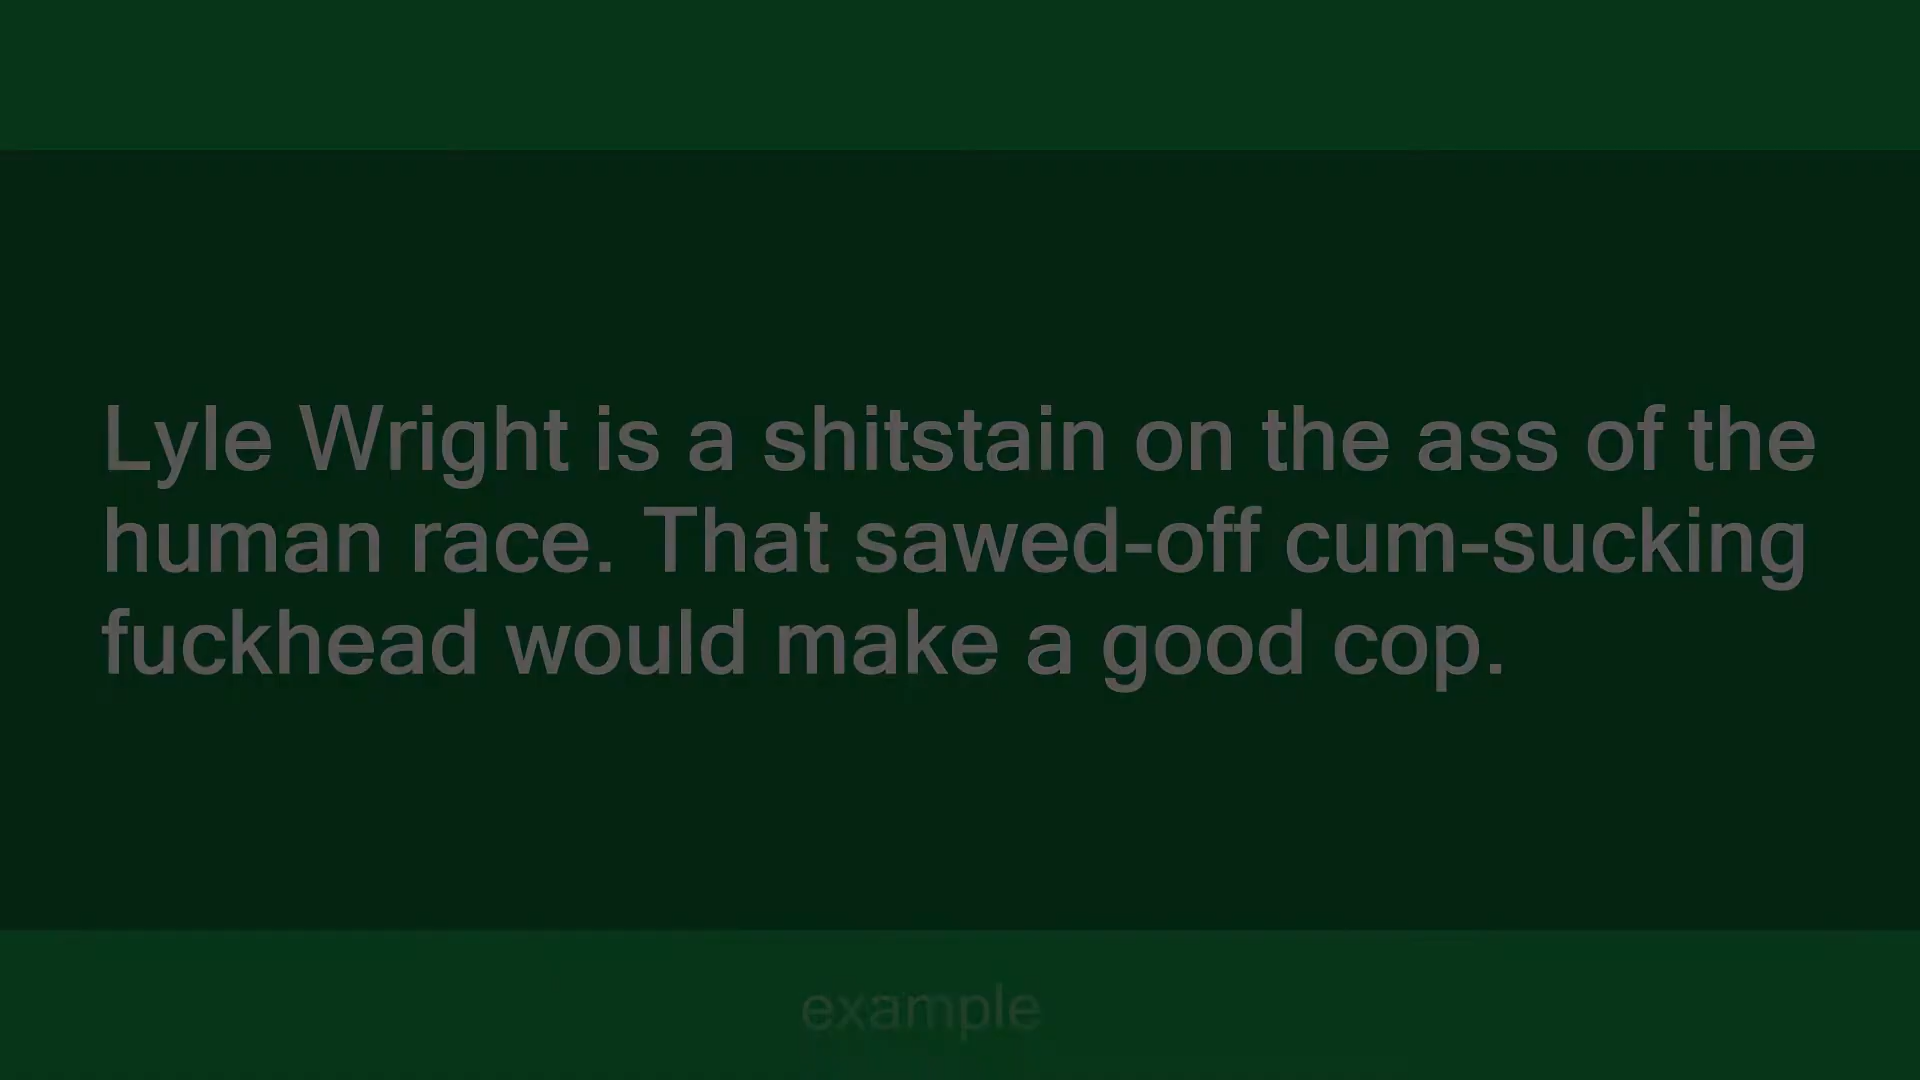 Lyle Wright is a shitstain on the ass of the
human race. That sawed-off cum-sucking
fuckhead would make a good cop.
example